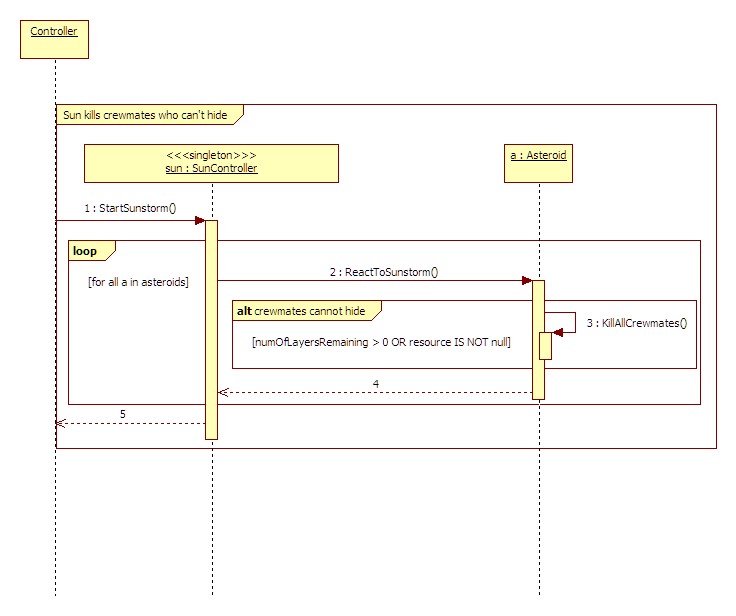 Controller
Sun kills crewmates who can't hide
<<<singleton>>>
sun : SunController
a : Asteroid
1 : StartSunstorm()
loop
2 : ReactToSunstorm()
[for all a in asteroids]
alt crewmates cannot hide
3 : KillAllCrewmates()
[numOfLayersRemaining > 0 OR resource IS NOT null]
4
5